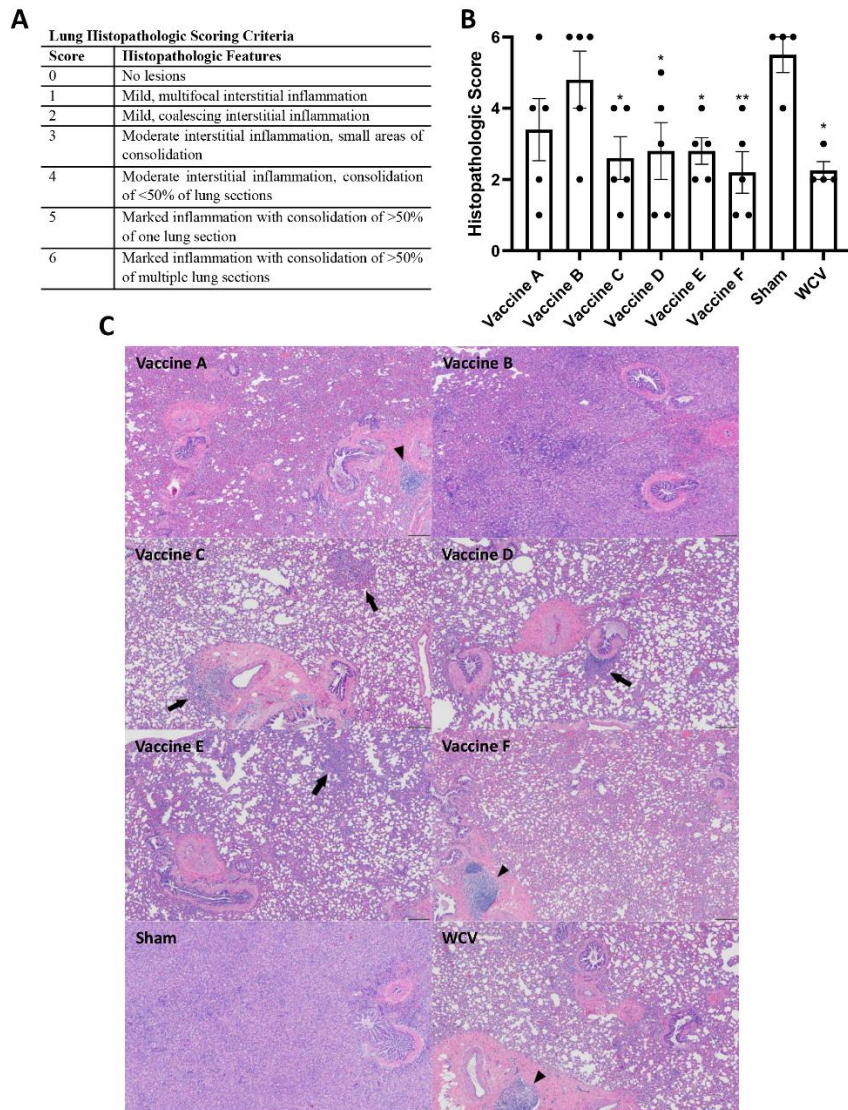 A
Lung Histopathologic Scoring Criteria
Score Histopathologic Features
0 No lesions
1 Mild, multifocal interstitial inflammation
2 Mild, coalescing interstitial inflammation
3 Moderate interstitial inflammation, small areas of
consolidation
4 Moderate interstitial inflammation, consolidation
of <50% of lung sections
5 Marked inflammation with consolidation of >50%
of one lung section
6 Marked inflammation with consolidation of >50%
of multiple lung sections
B
Histopathologic Score
6
4
2
0
* * * ** *
Vaccine A
Vaccine B
Vaccine C
Vaccine D
Vaccine E
Vaccine F
Sham
WCV
C
Vaccine A
Vaccine B
Vaccine C
Vaccine D
Vaccine E
Vaccine F
Sham
WCV